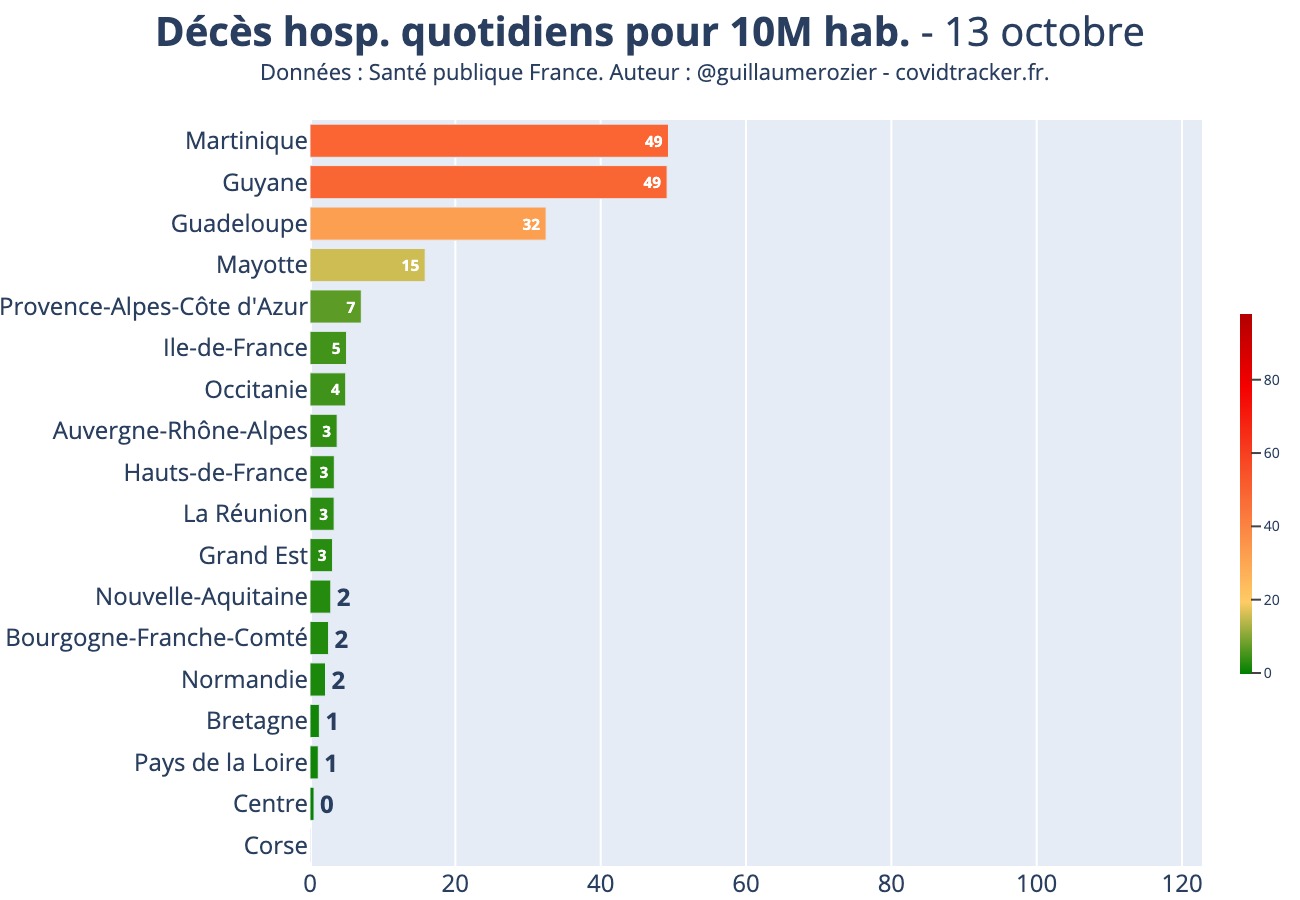 Décès hosp. quotidiens pour 10M hab. - 13 octobre
Données : Santé publique France. Auteur : @guillaumerozier - covidtracker.fr.
Martinique 49
Guyane 49
Guadeloupe 32
Mayotte 15
Provence-Alpes-Côte d'Azur 7
Ile-de-France 5
Occitanie 4
Auvergne-Rhône-Alpes 3
Hauts-de-France 3
La Réunion 3
Grand Est 3
Nouvelle-Aquitaine 2
Bourgogne-Franche-Comté 2
Normandie 2
Bretagne 1
Pays de la Loire 1
Centre 0
Corse
0 20 40 60 80 100 120
80
60
40
20
0